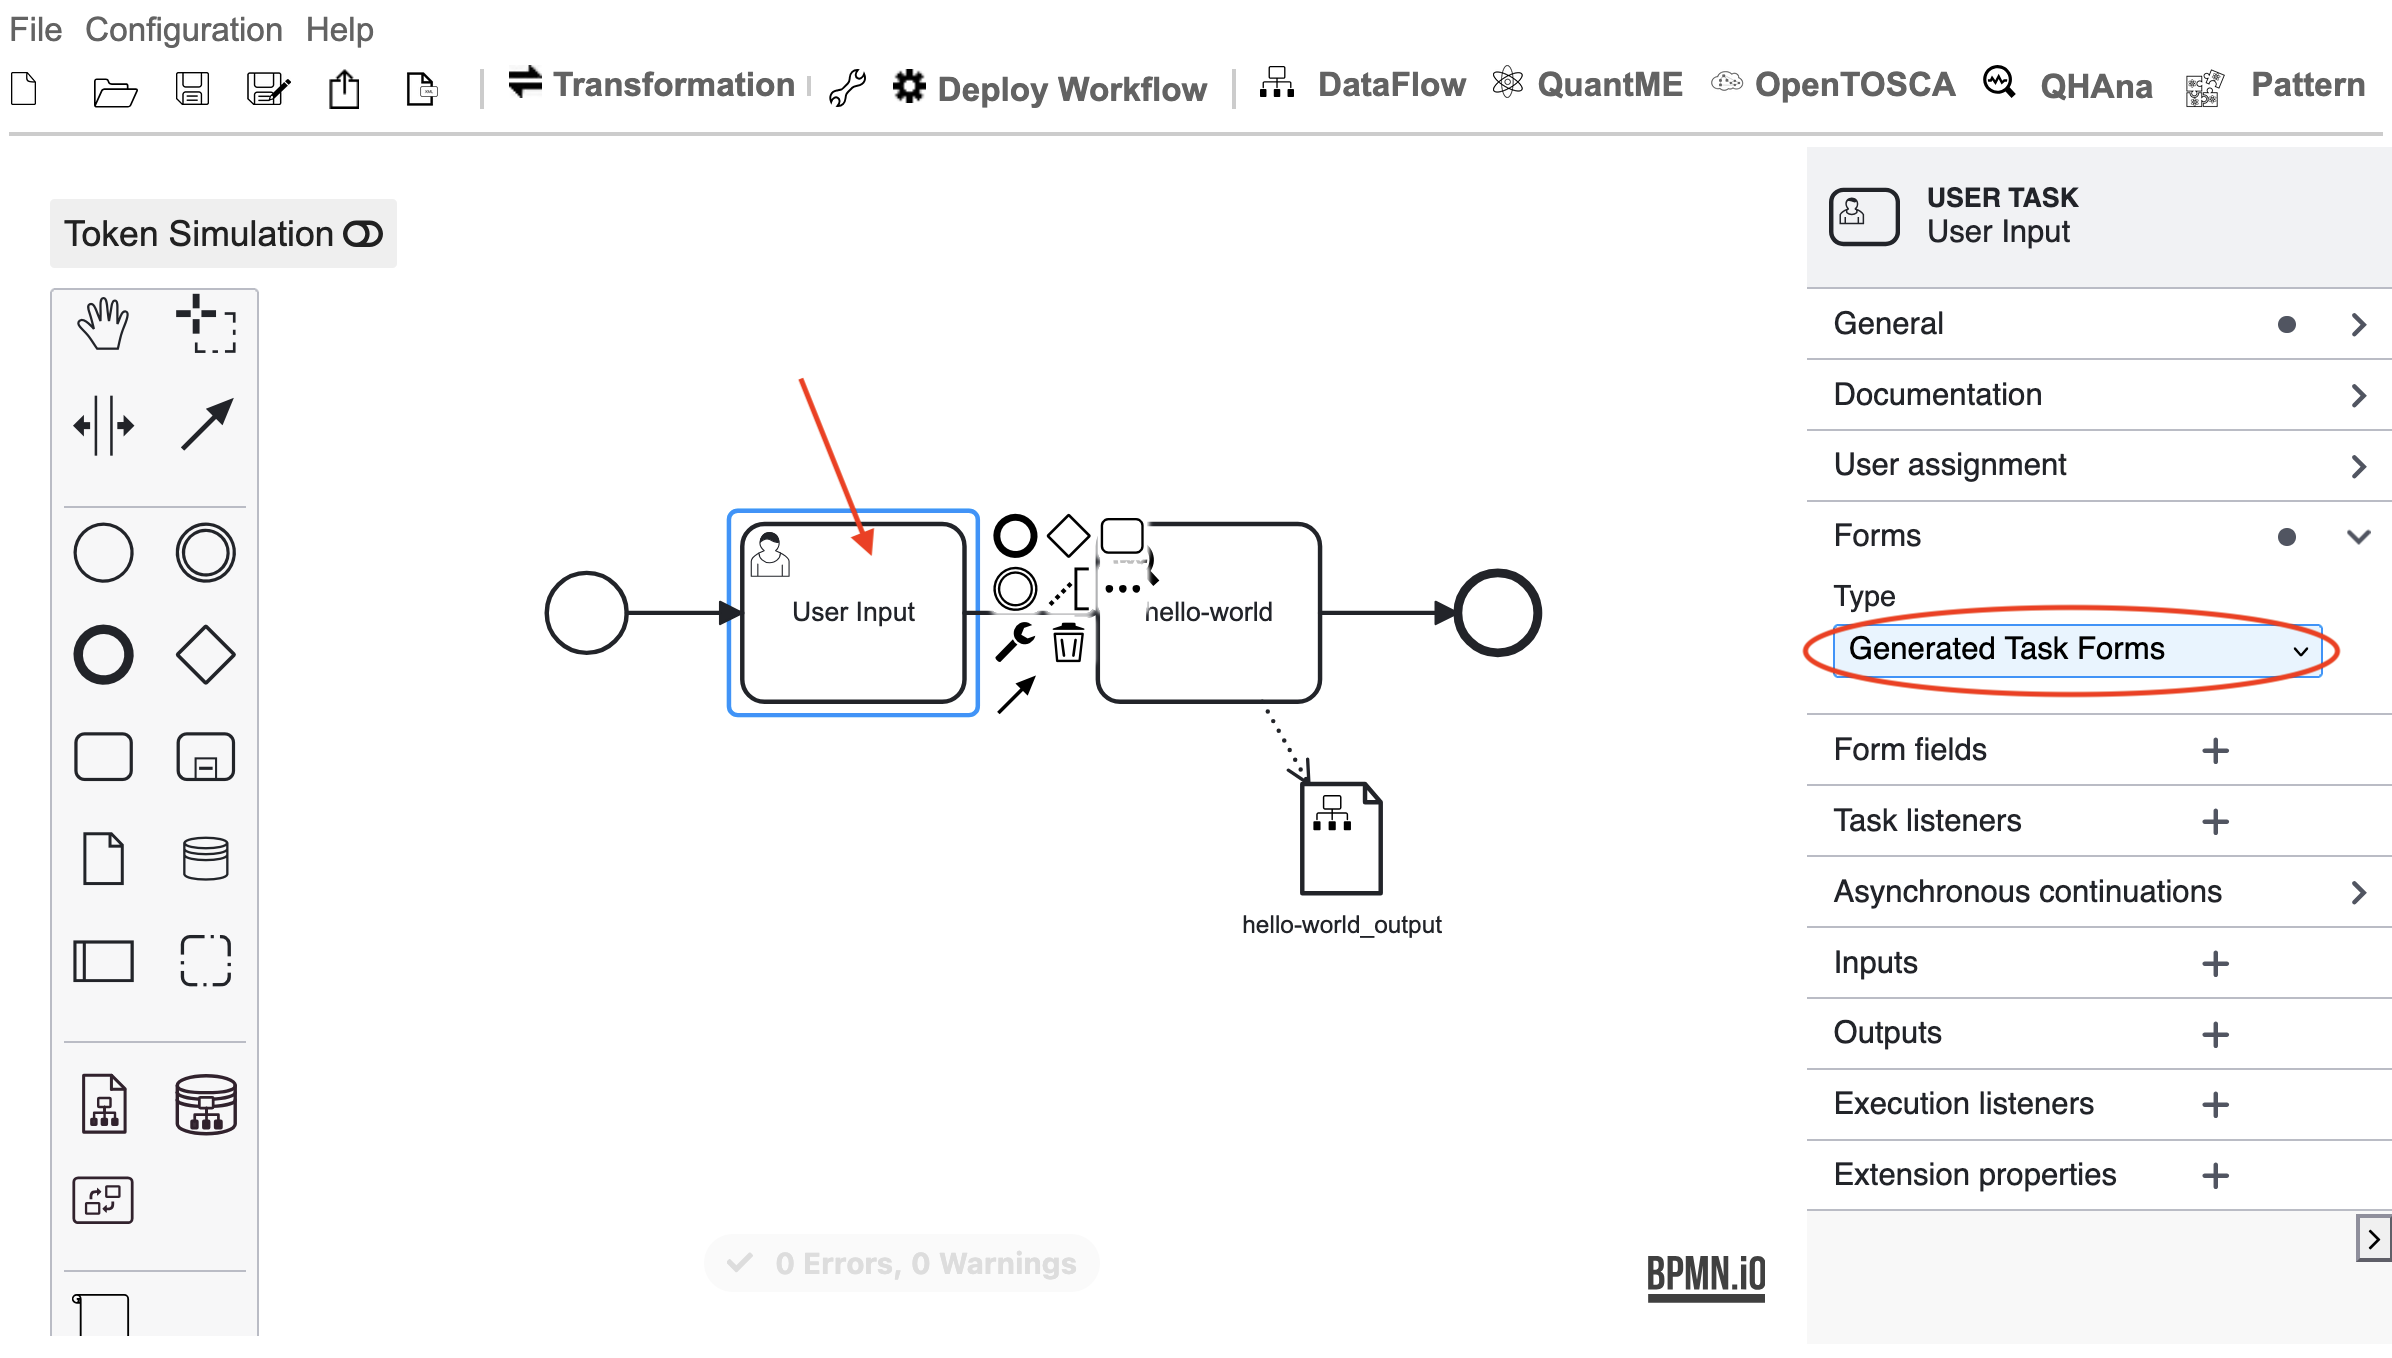 File Configuration Help
Transformation Deploy Workflow DataFlow QuantME OpenTOSCA QHAna Pattern
Token Simulation
USER TASK
User Input
General
Documentation
User assignment
Forms
Type
Generated Task Forms
Form fields
Task listeners
Asynchronous continuations
Inputs
Outputs
Execution listeners
Extension properties
User Input
hello-world
hello-world_output
0 Errors, 0 Warnings
BPMN.iO